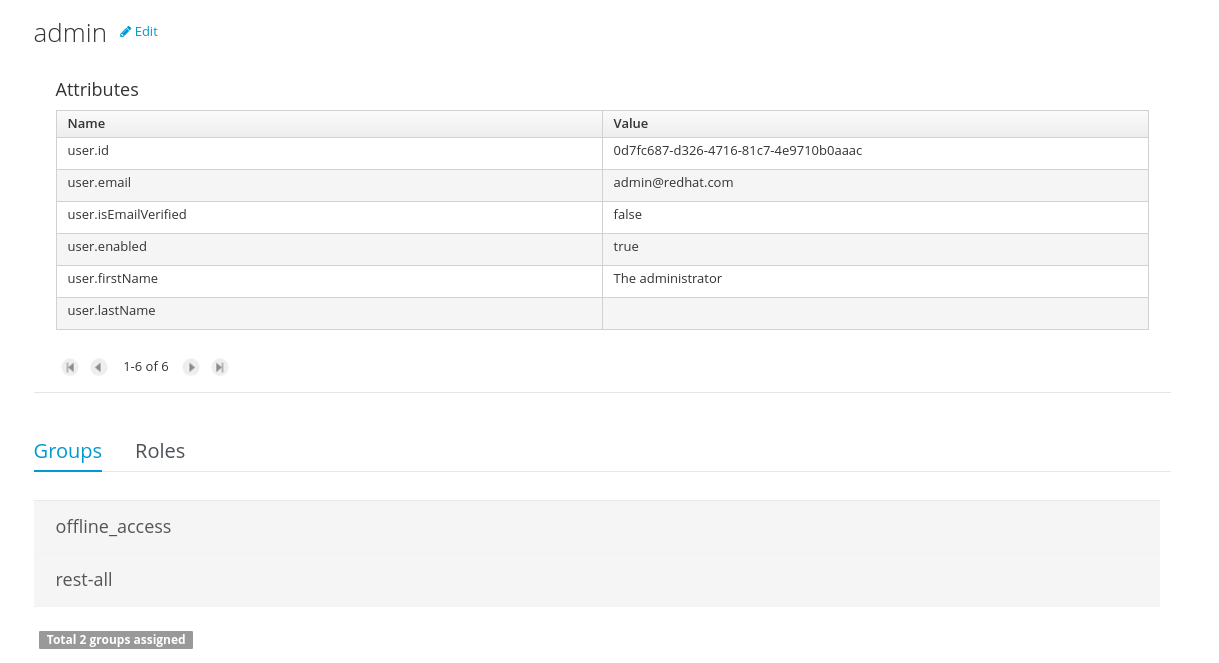 admin Edit
Attributes
Name Value
user.id 0d7fc687-d326-4716-81c7-4e9710b0aaac
user.email admin@redhat.com
user.isEmailVerified false
user.enabled true
user.firstName The administrator
user.lastName
1-6 of 6
Groups Roles
offline_access
rest-all
Total 2 groups assigned